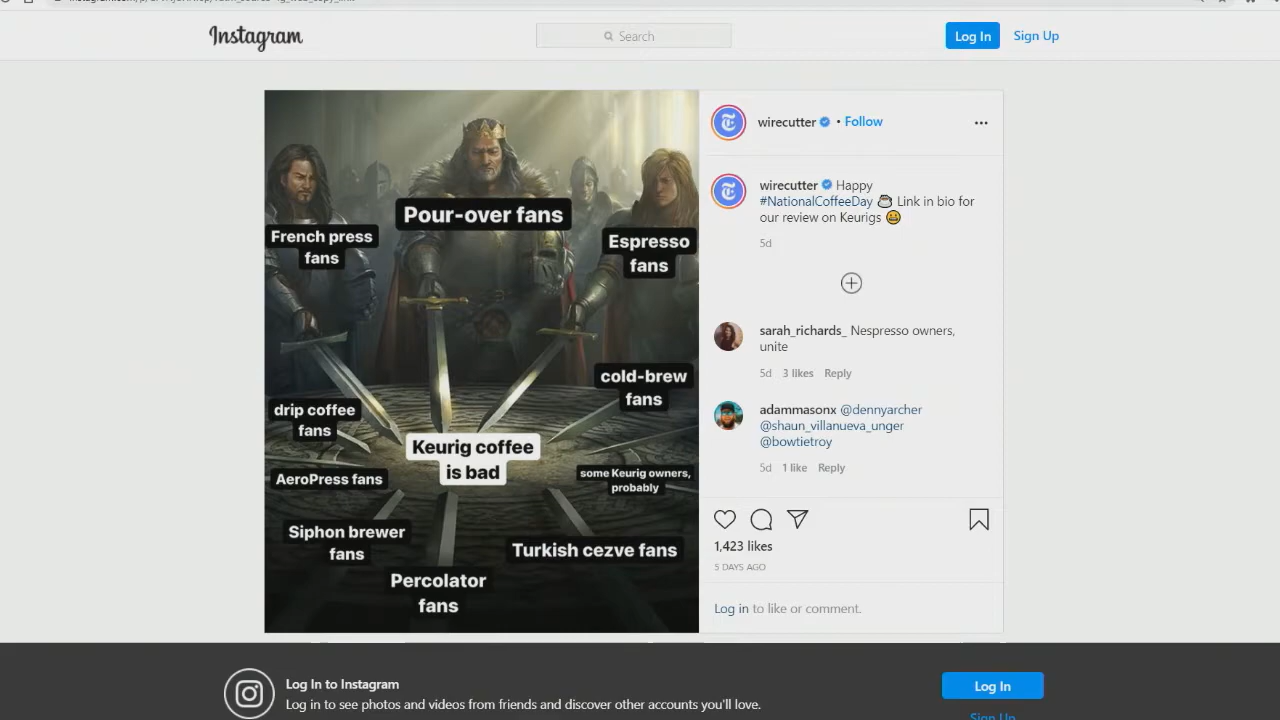 Instagram
Search
Log In
Sign Up
Pour-over fans
French press
fans
Espresso
fans
cold-brew
fans
drip coffee
fans
Keurig coffee
is bad
AeroPress fans
some Keurig owners,
probably
Siphon brewer
fans
Turkish cezve fans
Percolator
fans
wirecutter • Follow
wirecutter Happy
#NationalCoffeeDay ☕ Link in bio for
our review on Keurigs 😀
5d
sarah_richards_ Nespresso owners,
unite
5d 3 likes Reply
adammasonx @dennyarcher
@shaun_villanueva_unger
@bowtietroy
5d 1 like Reply
1,423 likes
5 DAYS AGO
Log in to like or comment.
Log In to Instagram
Log in to see photos and videos from friends and discover other accounts you'll love.
Log In
Sign Up